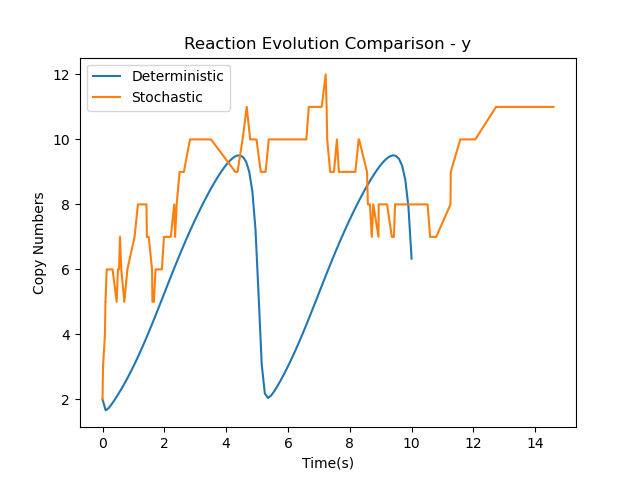 Reaction Evolution Comparison - y
Deterministic
Stochastic
12
10
8
6
4
2
Copy Numbers
0 2 4 6 8 10 12 14
Time(s)